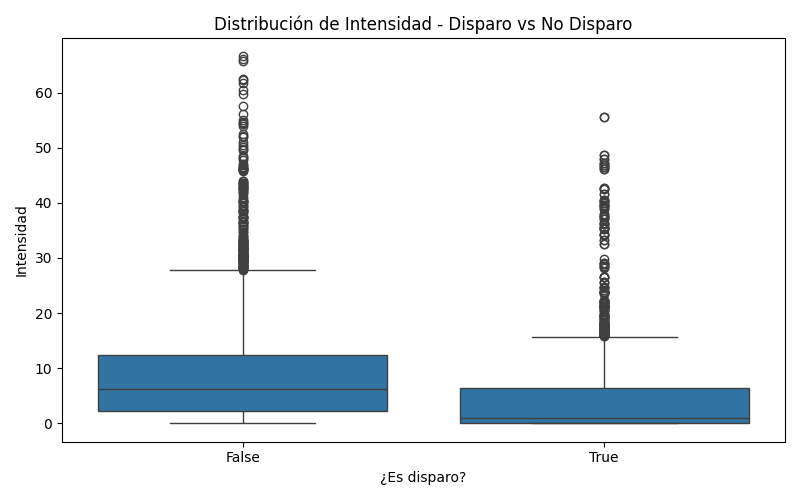 Distribución de Intensidad - Disparo vs No Disparo
60
50
40
30
20
10
0
Intensidad
False
True
¿Es disparo?